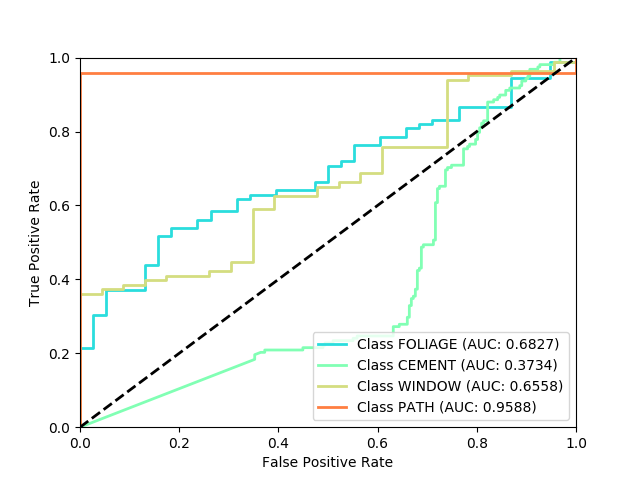 1.0
0.8
0.6
0.4
0.2
0.0
True Positive Rate
Class FOLIAGE (AUC: 0.6827)
Class CEMENT (AUC: 0.3734)
Class WINDOW (AUC: 0.6558)
Class PATH (AUC: 0.9588)
0.0 0.2 0.4 0.6 0.8 1.0
False Positive Rate